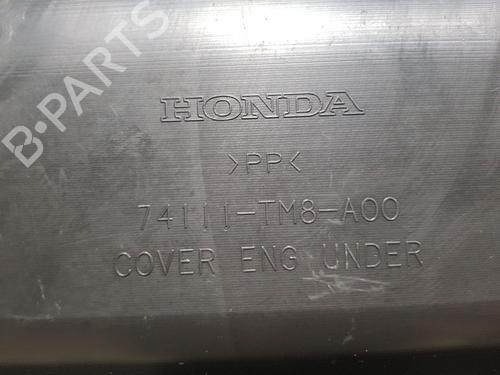 B-PARTS
HONDA
>PP<
74111-TM8-A00
COVER ENG UNDER